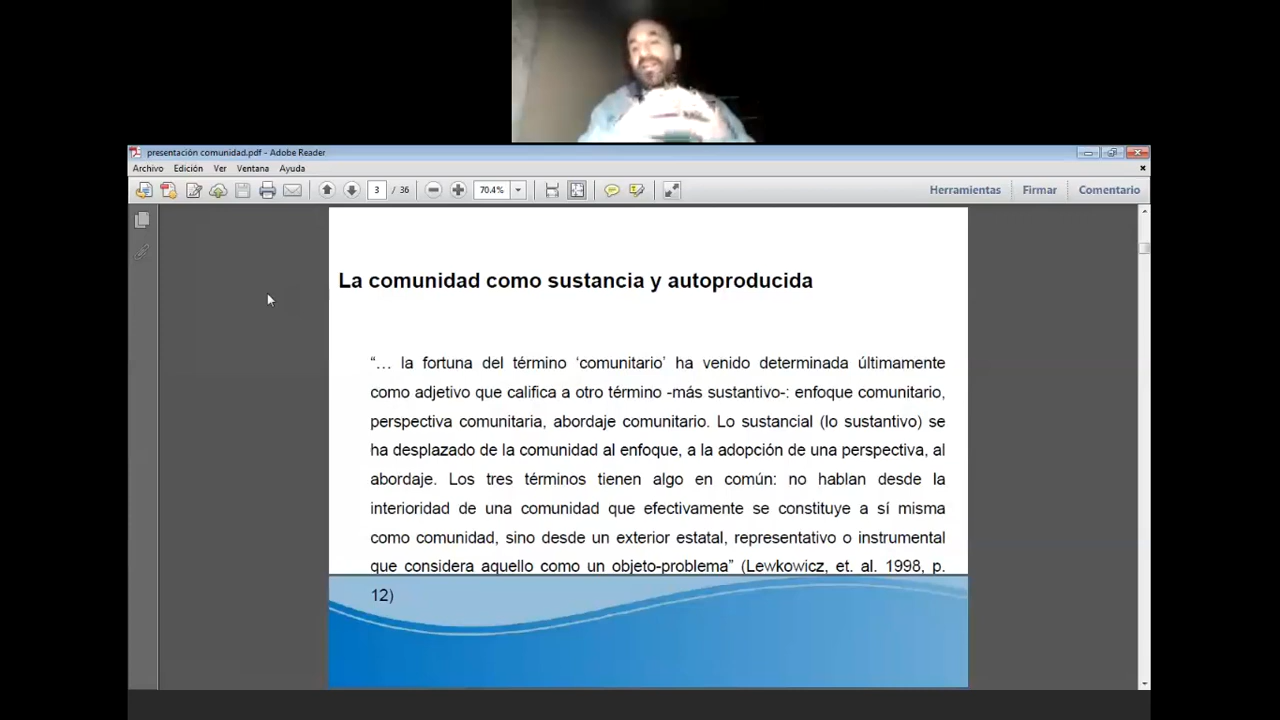 presentación comunidad.pdf - Adobe Reader
Archivo Edición Ver Ventana Ayuda
3 / 36 70.4% Herramientas Firmar Comentario
La comunidad como sustancia y autoproducida
“… la fortuna del término ‘comunitario’ ha venido determinada últimamente
como adjetivo que califica a otro término -más sustantivo-: enfoque comunitario,
perspectiva comunitaria, abordaje comunitario. Lo sustancial (lo sustantivo) se
ha desplazado de la comunidad al enfoque, a la adopción de una perspectiva, al
abordaje. Los tres términos tienen algo en común: no hablan desde la
interioridad de una comunidad que efectivamente se constituye a sí misma
como comunidad, sino desde un exterior estatal, representativo o instrumental
que considera aquello como un objeto-problema” (Lewkowicz, et. al. 1998, p.
12)